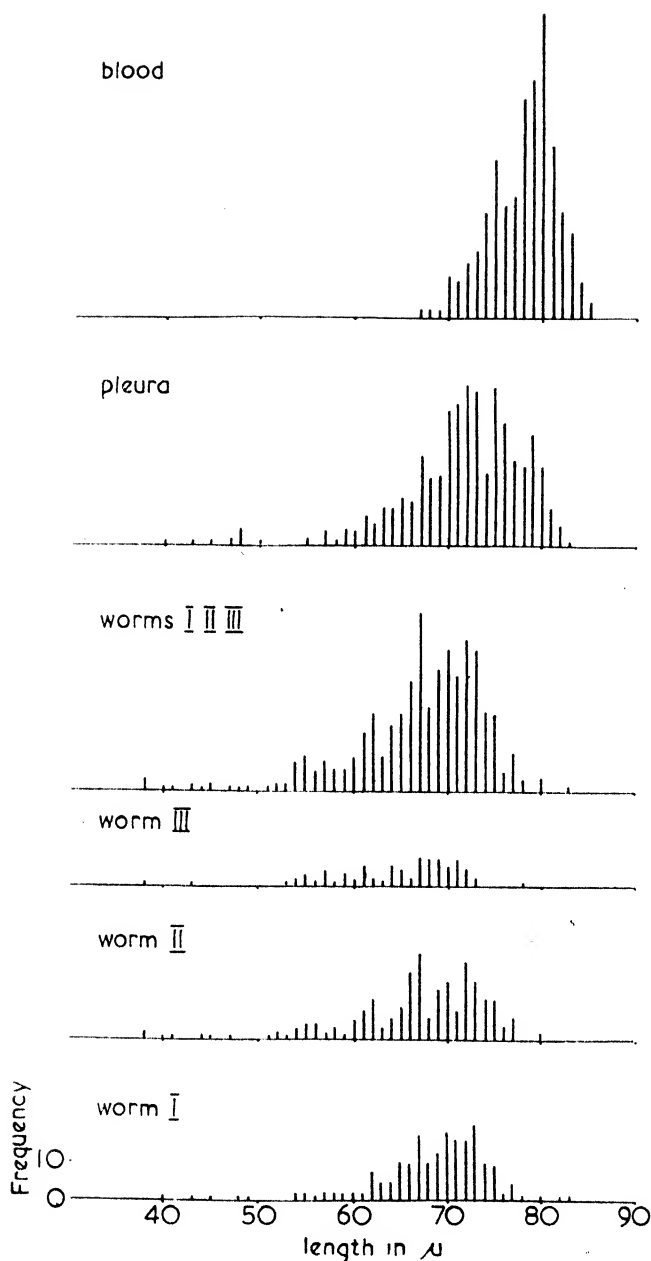 blood
pleura
worms I II III
worm III
worm II
worm I
Frequency
10
0
40 50 60 70 80 90
length in μ